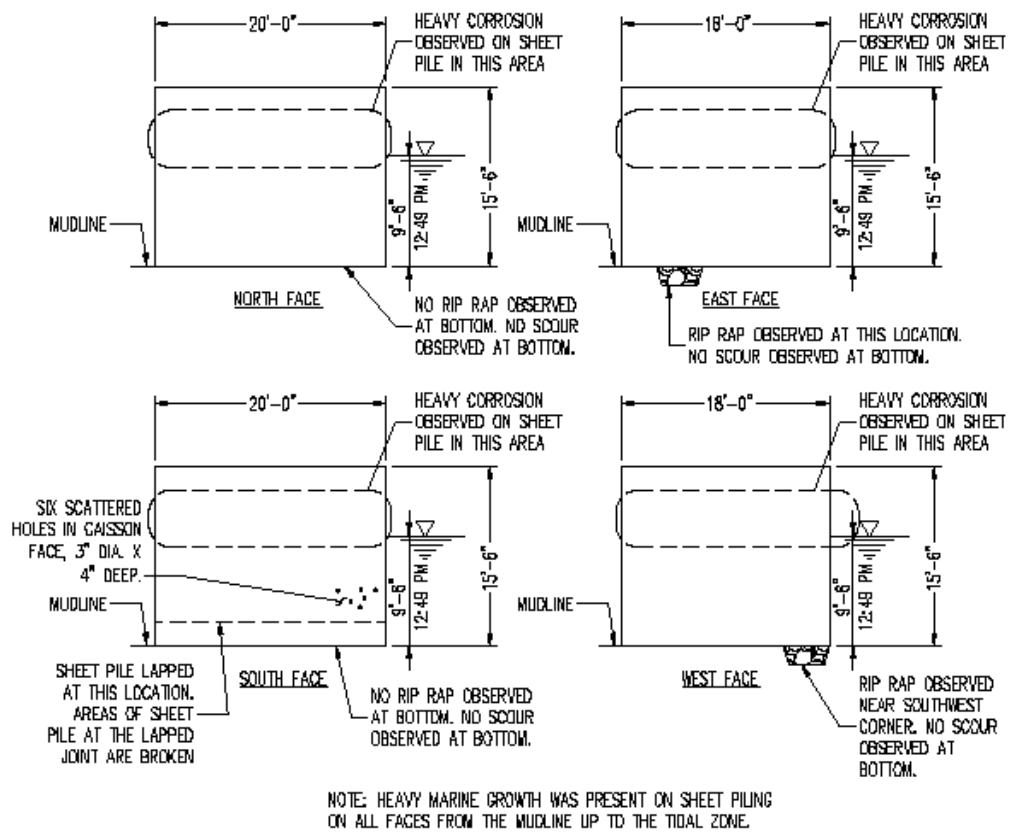 20'-0"
HEAVY CORROSION
OBSERVED ON SHEET
PILE IN THIS AREA
15'-6"
9'-6"
12:49 PM
MUDLINE
NORTH FACE
NO RIP RAP OBSERVED
AT BOTTOM. NO SCOUR
OBSERVED AT BOTTOM.
18'-0"
HEAVY CORROSION
OBSERVED ON SHEET
PILE IN THIS AREA
15'-6"
9'-6"
12:49 PM
MUDLINE
EAST FACE
RIP RAP OBSERVED AT THIS LOCATION.
NO SCOUR OBSERVED AT BOTTOM.
20'-0"
HEAVY CORROSION
OBSERVED ON SHEET
PILE IN THIS AREA
SIX SCATTERED
HOLES IN CAISSON
FACE, 3" DIA. X
4" DEEP.
15'-6"
9'-6"
12:49 PM
MUDLINE
SHEET PILE LAPPED
AT THIS LOCATION.
AREAS OF SHEET
PILE AT THE LAPPED
JOINT ARE BROKEN
SOUTH FACE
NO RIP RAP OBSERVED
AT BOTTOM. NO SCOUR
OBSERVED AT BOTTOM.
18'-0"
HEAVY CORROSION
OBSERVED ON SHEET
PILE IN THIS AREA
15'-6"
9'-6"
12:49 PM
MUDLINE
WEST FACE
RIP RAP OBSERVED
NEAR SOUTHWEST
CORNER. NO SCOUR
OBSERVED AT
BOTTOM.
NOTE: HEAVY MARINE GROWTH WAS PRESENT ON SHEET PILING
ON ALL FACES FROM THE MUDLINE UP TO THE TIDAL ZONE.